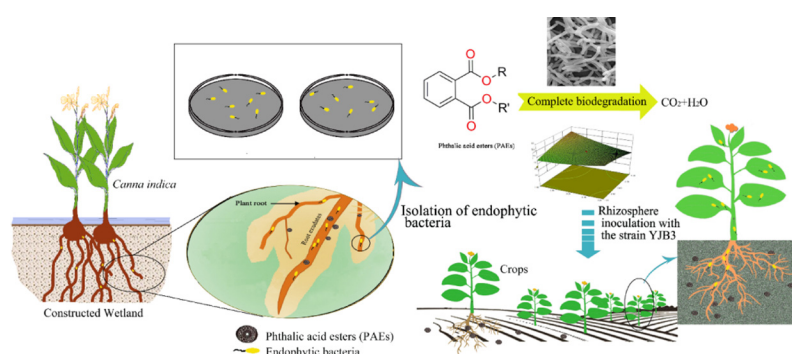 Canna indica
Constructed Wetland
Plant root
Root exudates
Phthalic acid esters (PAEs)
Endophytic bacteria
Isolation of endophytic
bacteria
O
O
R
O
R'
O
Phthalic acid esters (PAEs)
Complete biodegradation
CO₂+H₂O
Rhizosphere
inoculation with
the strain YJB3
Crops